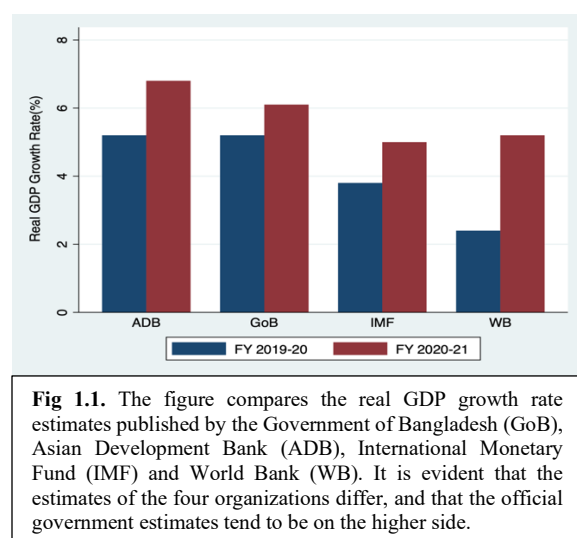 8
6
4
2
0
Real GDP Growth Rate(%)
ADB GoB IMF WB
FY 2019-20 FY 2020-21
Fig 1.1. The figure compares the real GDP growth rate
estimates published by the Government of Bangladesh (GoB),
Asian Development Bank (ADB), International Monetary
Fund (IMF) and World Bank (WB). It is evident that the
estimates of the four organizations differ, and that the official
government estimates tend to be on the higher side.